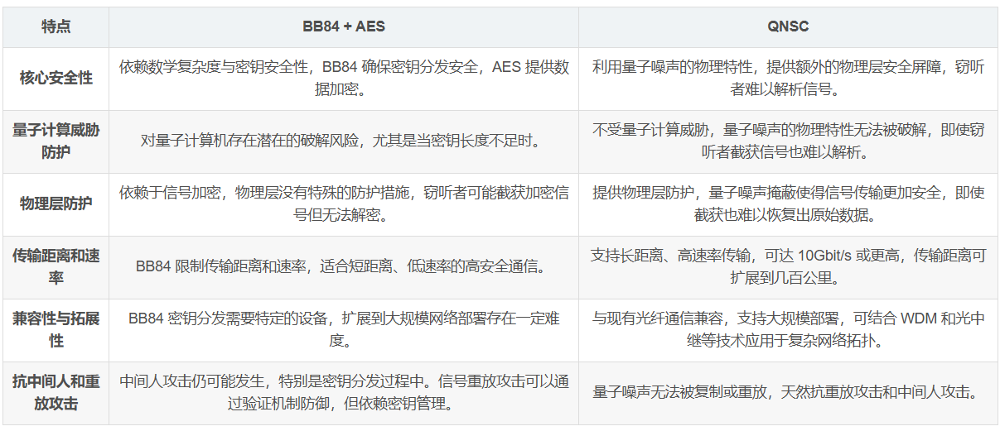 特点
BB84 + AES
QNSC
核心安全性
依赖数学复杂度与密钥安全性，BB84 确保密钥分发安全，AES 提供数
据加密。
利用量子噪声的物理特性，提供额外的物理层安全屏障，窃听
者难以解析信号。
量子计算威胁
防护
对量子计算机存在潜在的破解风险，尤其是当密钥长度不足时。
不受量子计算威胁，量子噪声的物理特性无法被破解，即使窃
听者截获信号也难以解析。
物理层防护
依赖于信号加密，物理层没有特殊的防护措施，窃听者可能截获加密信
号但无法解密。
提供物理层防护，量子噪声掩蔽使得信号传输更加安全，即使
截获也难以恢复出原始数据。
传输距离和速
率
BB84 限制传输距离和速率，适合短距离、低速率的高安全通信。
支持长距离、高速率传输，可达 10Gbit/s 或更高，传输距离可
扩展到几百公里。
兼容性与拓展
性
BB84 密钥分发需要特定的设备，扩展到大规模网络部署存在一定难
度。
与现有光纤通信兼容，支持大规模部署，可结合 WDM 和光中
继等技术应用于复杂网络拓扑。
抗中间人和重
放攻击
中间人攻击仍可能发生，特别是密钥分发过程中。信号重放攻击可以通
过验证机制防御，但依赖密钥管理。
量子噪声无法被复制或重放，天然抗重放攻击和中间人攻击。